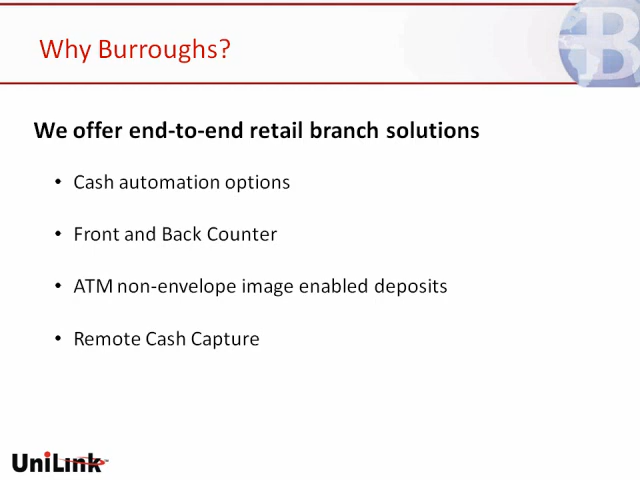 Why Burroughs?
B
We offer end-to-end retail branch solutions
• Cash automation options
• Front and Back Counter
• ATM non-envelope image enabled deposits
• Remote Cash Capture
UniLink